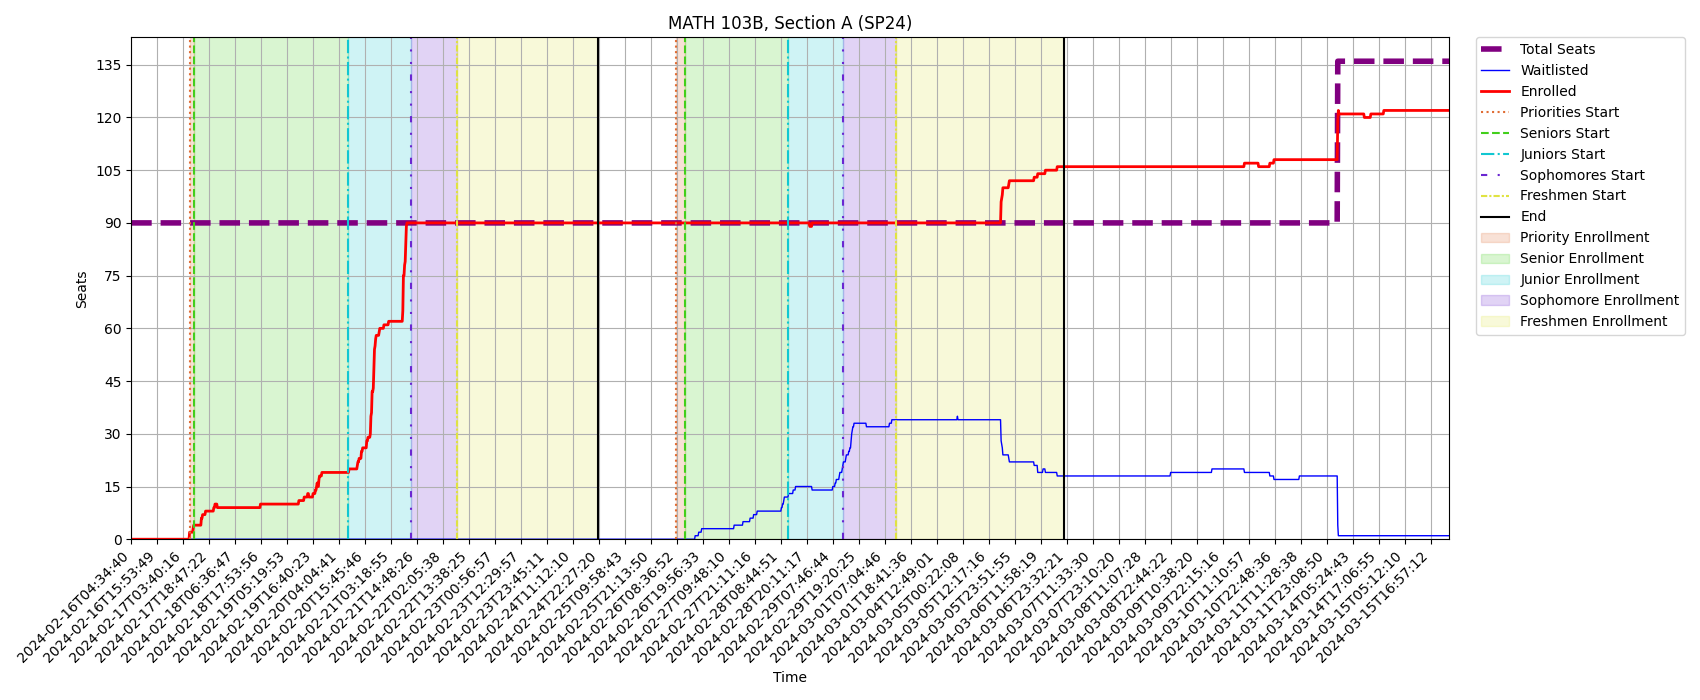 MATH 103B, Section A (SP24)
Seats
135
120
105
90
75
60
45
30
15
0
2024-02-16T04:34:40
2024-02-16T15:53:49
2024-02-17T03:40:16
2024-02-17T18:47:22
2024-02-18T06:36:47
2024-02-18T17:53:56
2024-02-19T05:19:53
2024-02-19T16:40:23
2024-02-20T04:04:41
2024-02-20T15:45:46
2024-02-21T03:18:55
2024-02-21T14:48:26
2024-02-22T02:05:38
2024-02-22T13:38:25
2024-02-23T00:56:57
2024-02-23T12:29:57
2024-02-23T23:45:11
2024-02-24T11:12:10
2024-02-24T22:27:20
2024-02-25T09:58:43
2024-02-25T21:13:50
2024-02-26T08:36:52
2024-02-26T19:56:33
2024-02-27T09:48:10
2024-02-27T21:11:16
2024-02-28T08:44:51
2024-02-28T20:11:17
2024-02-29T07:46:44
2024-02-29T19:20:25
2024-03-01T07:04:46
2024-03-01T18:41:36
2024-03-04T12:49:01
2024-03-05T00:22:08
2024-03-05T12:17:16
2024-03-05T23:51:55
2024-03-06T11:58:19
2024-03-06T23:32:21
2024-03-07T11:33:30
2024-03-07T23:10:20
2024-03-08T11:07:28
2024-03-08T22:44:22
2024-03-09T10:38:20
2024-03-09T22:15:16
2024-03-10T11:10:57
2024-03-10T22:48:36
2024-03-11T11:28:38
2024-03-11T23:08:50
2024-03-14T05:24:43
2024-03-14T17:06:55
2024-03-15T05:12:10
2024-03-15T16:57:12
Time
Total Seats
Waitlisted
Enrolled
Priorities Start
Seniors Start
Juniors Start
Sophomores Start
Freshmen Start
End
Priority Enrollment
Senior Enrollment
Junior Enrollment
Sophomore Enrollment
Freshmen Enrollment